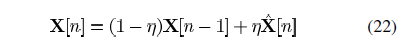 X[n] = (1 − η)X[n − 1] + ηX̂[n] (22)